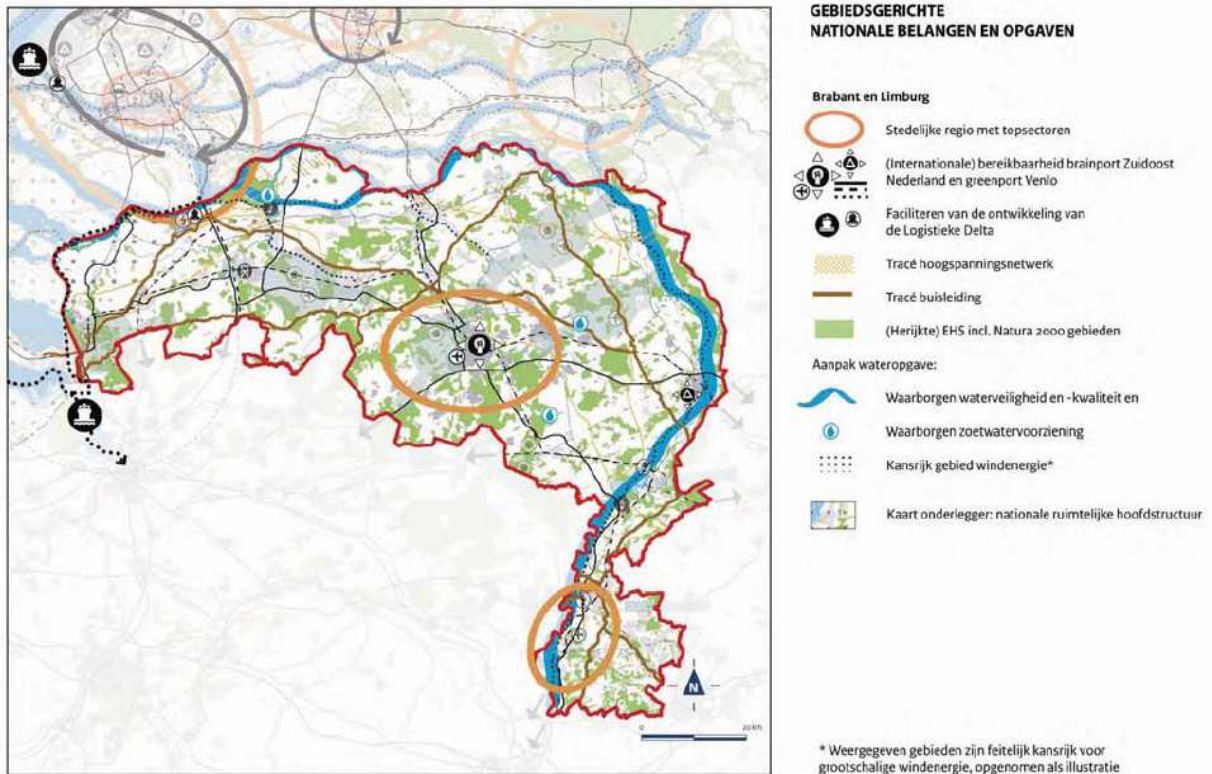 GEBIEDSGERICHTE
NATIONALE BELANGEN EN OPGAVEN
Brabant en Limburg
Stedelijke regio met topsectoren
(Internationale) bereikbaarheid brainport Zuidoost
Nederland en greenport Venlo
Faciliteren van de ontwikkeling van
de Logistieke Delta
Tracé hoogspanningsnetwerk
Tracé buisleiding
(Herijkte) EHS incl. Natura 2000 gebieden
Aanpak wateropgave:
Waarborgen waterveiligheid en -kwaliteit en
Waarborgen zoetwatervoorziening
Kansrijk gebied windenergie*
Kaart onderlegger: nationale ruimtelijke hoofdstructuur
N
0 20 km
* Weergegeven gebieden zijn feitelijk kansrijk voor
grootschalige windenergie, opgenomen als illustratie